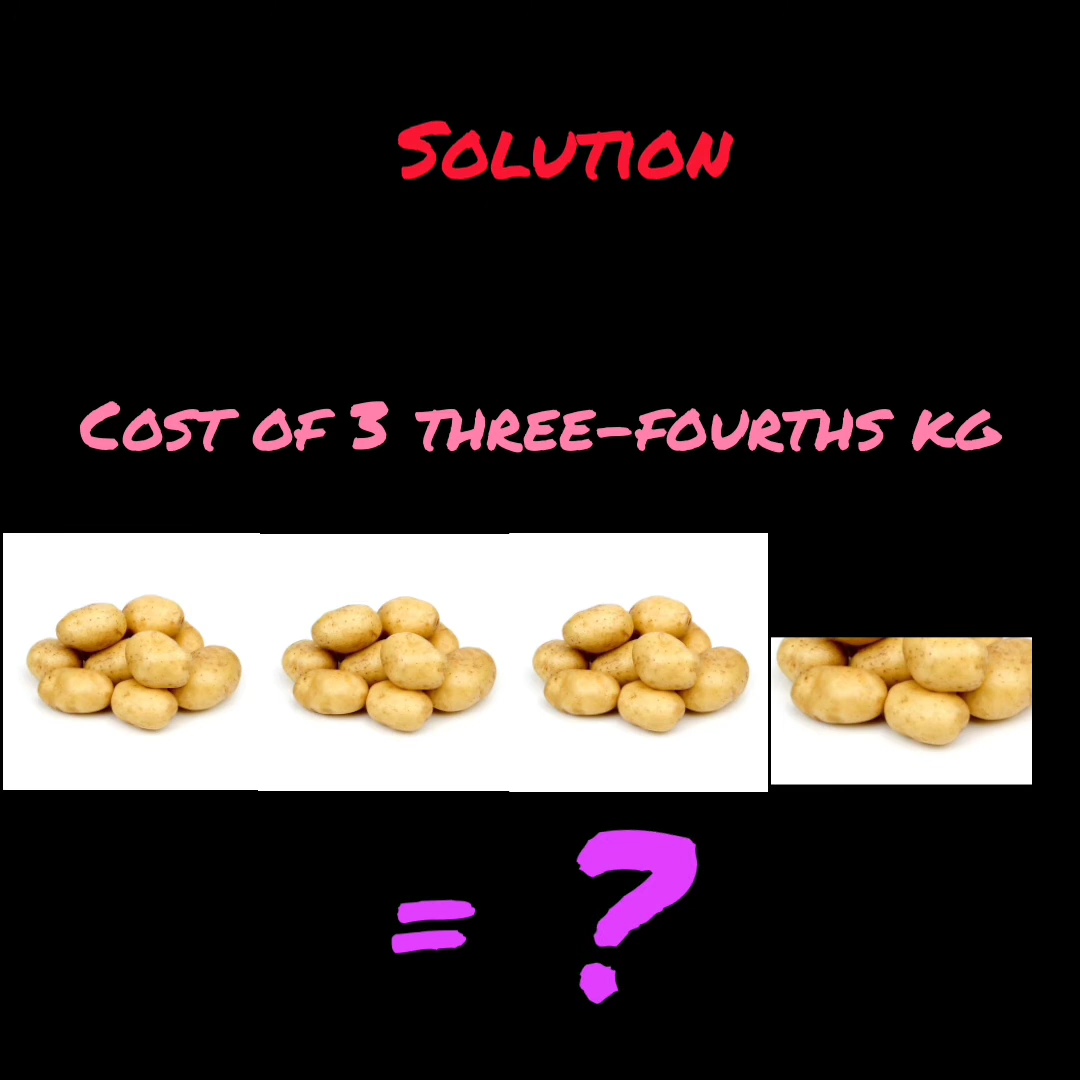 Solution
Cost of 3 three-fourths kg
= ?